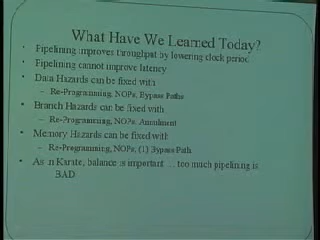 What Have We Learned Today?
• Pipelining improves throughput by lowering clock period
• Pipelining cannot improve latency
• Data Hazards can be fixed with
– Re-Programming, NOPs, Bypass Paths
• Branch Hazards can be fixed with
– Re-Programming, NOPs, Annulment
• Memory Hazards can be fixed with
– Re-Programming, NOPs, (1) Bypass Path
• As in Karate, balance is important ... too much pipelining is
BAD